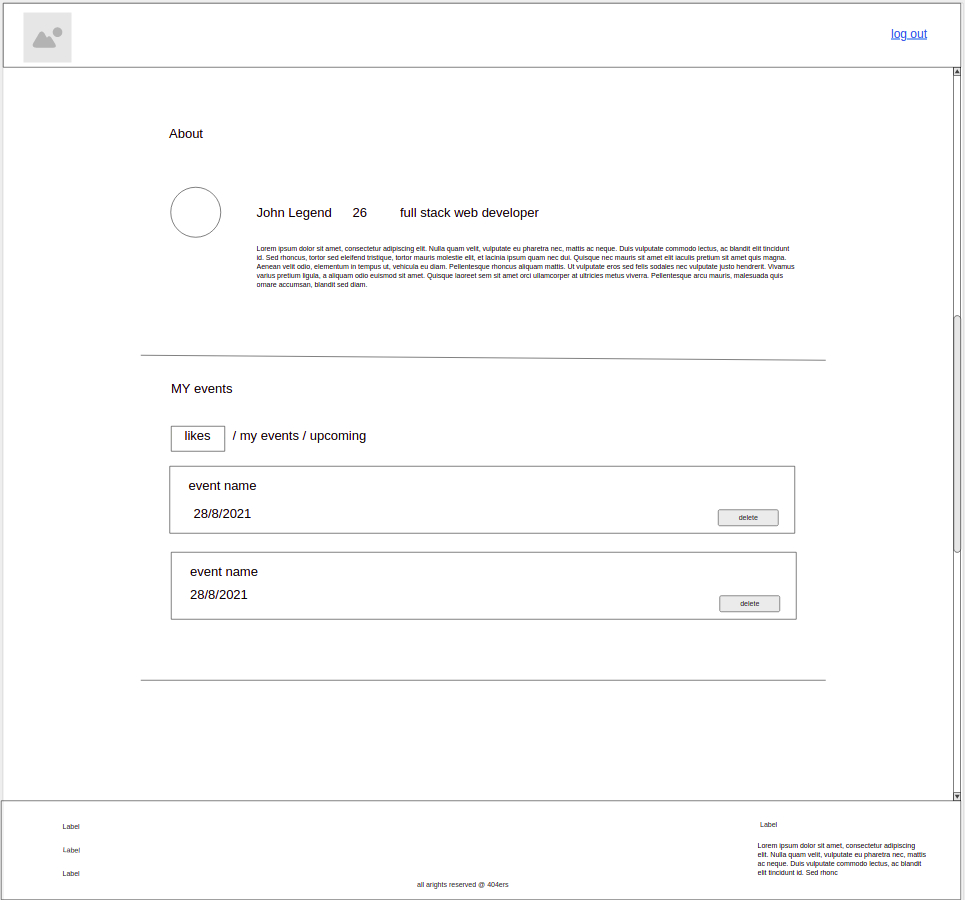 log out
About
John Legend 26 full stack web developer
Lorem ipsum dolor sit amet, consectetur adipiscing elit. Nulla quam velit, vulputate eu pharetra nec, mattis ac neque. Duis vulputate commodo lectus, ac blandit elit tincidunt
id. Sed rhoncus, tortor sed eleifend tristique, tortor mauris molestie elit, et lacinia ipsum quam nec dui. Quisque nec mauris sit amet elit iaculis pretium sit amet quis magna.
Aenean velit odio, elementum in tempus ut, vehicula eu diam. Pellentesque rhoncus aliquam mattis. Ut vulputate eros sed felis sodales nec vulputate justo hendrerit. Vivamus
varius pretium ligula, a aliquam odio euismod sit amet. Quisque laoreet sem sit amet orci ullamcorper at ultricies metus viverra. Pellentesque arcu mauris, malesuada quis
ornare accumsan, blandit sed diam.
MY events
likes / my events / upcoming
event name
28/8/2021
delete
event name
28/8/2021
delete
Label
Label
Label
all arights reserved @ 404ers
Label
Lorem ipsum dolor sit amet, consectetur adipiscing
elit. Nulla quam velit, vulputate eu pharetra nec, mattis
ac neque. Duis vulputate commodo lectus, ac blandit
elit tincidunt id. Sed rhonc